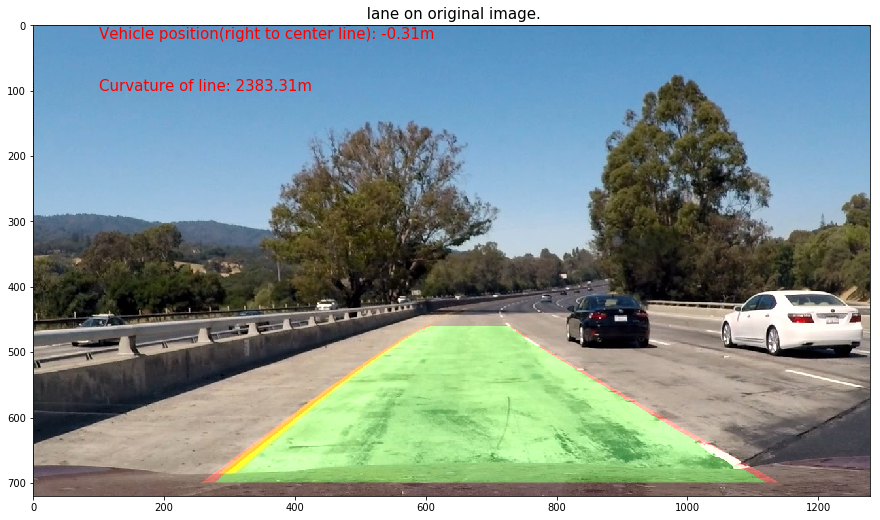 lane on original image.
Vehicle position(right to center line): -0.31m
Curvature of line: 2383.31m
0
100
200
300
400
500
600
700
0 200 400 600 800 1000 1200